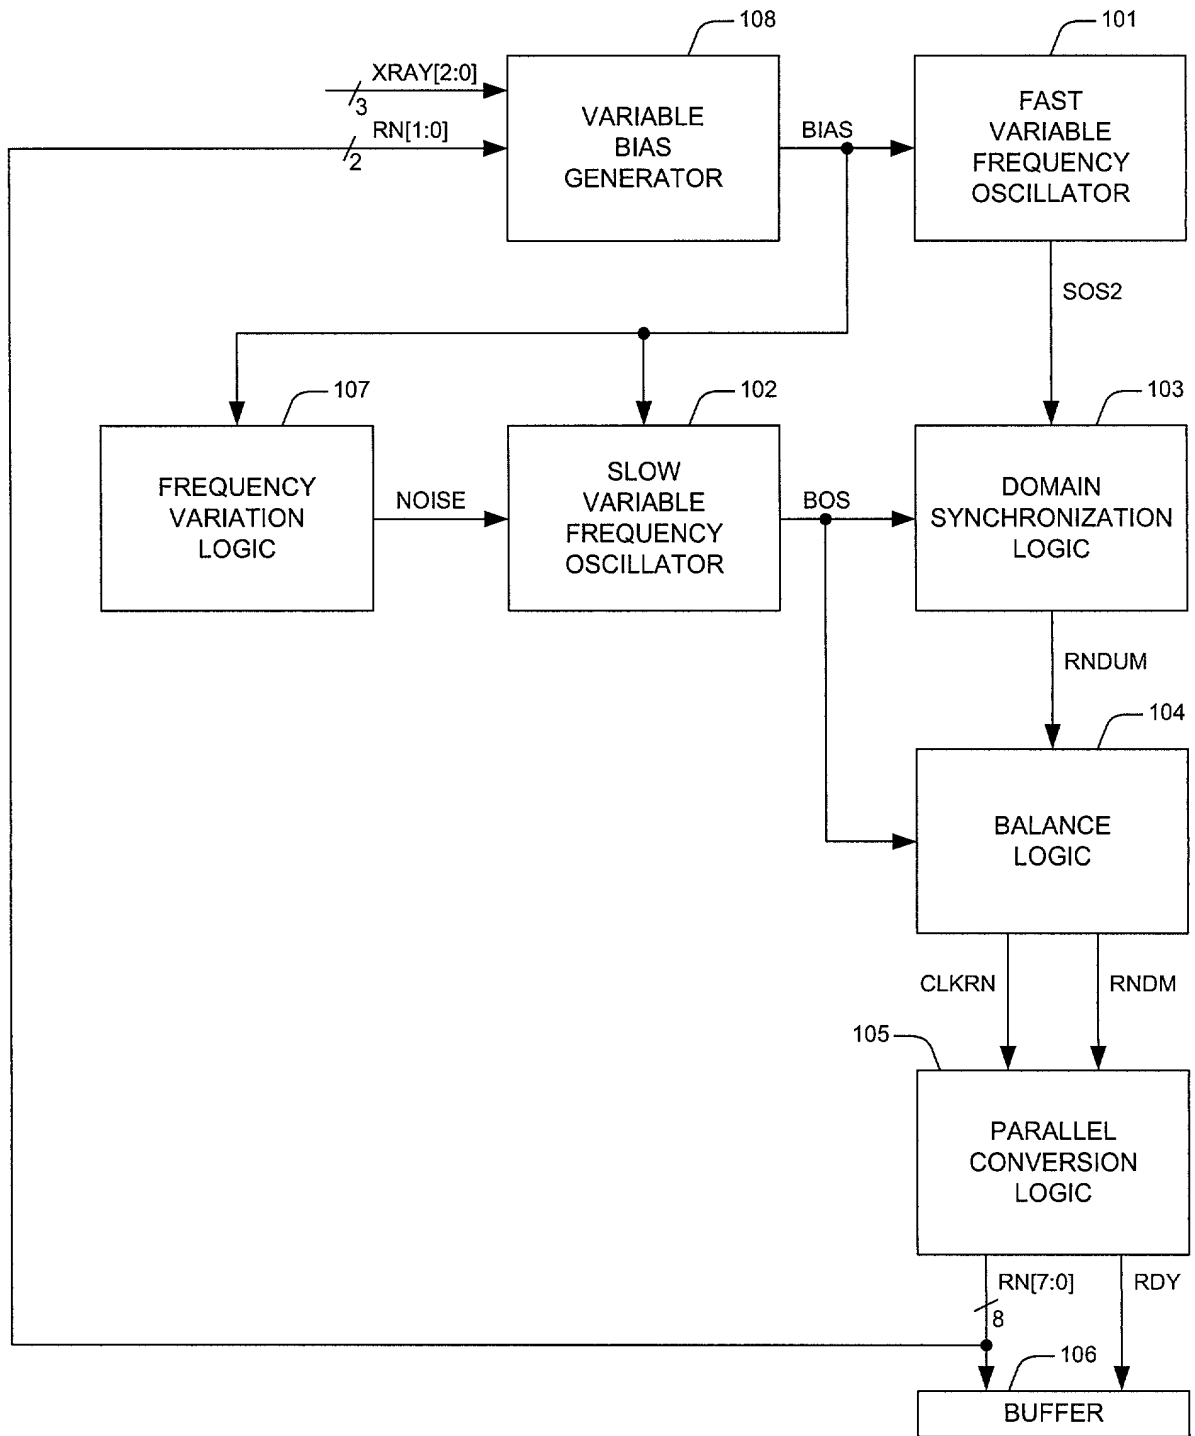 108
101
XRAY[2:0]
3
RN[1:0]
2
VARIABLE
BIAS
GENERATOR
BIAS
FAST
VARIABLE
FREQUENCY
OSCILLATOR
SOS2
107
102
103
FREQUENCY
VARIATION
LOGIC
NOISE
SLOW
VARIABLE
FREQUENCY
OSCILLATOR
BOS
DOMAIN
SYNCHRONIZATION
LOGIC
RNDUM
104
BALANCE
LOGIC
CLKRN
RNDM
105
PARALLEL
CONVERSION
LOGIC
RN[7:0]
8
RDY
106
BUFFER